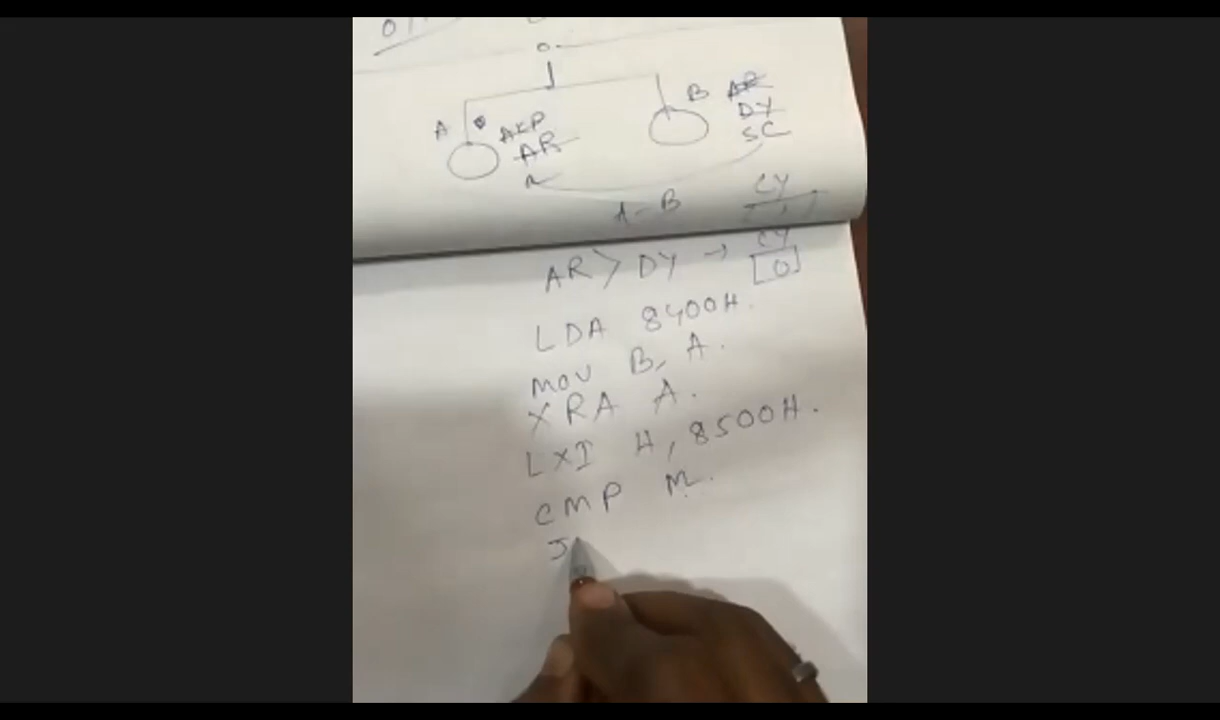 A AKP B AR
AR DY
SC
A-B CY
CY
AR > DY → 0
LDA 8400H.
MOV B, A.
XRA A.
LXI H, 8500H.
CMP M.
J